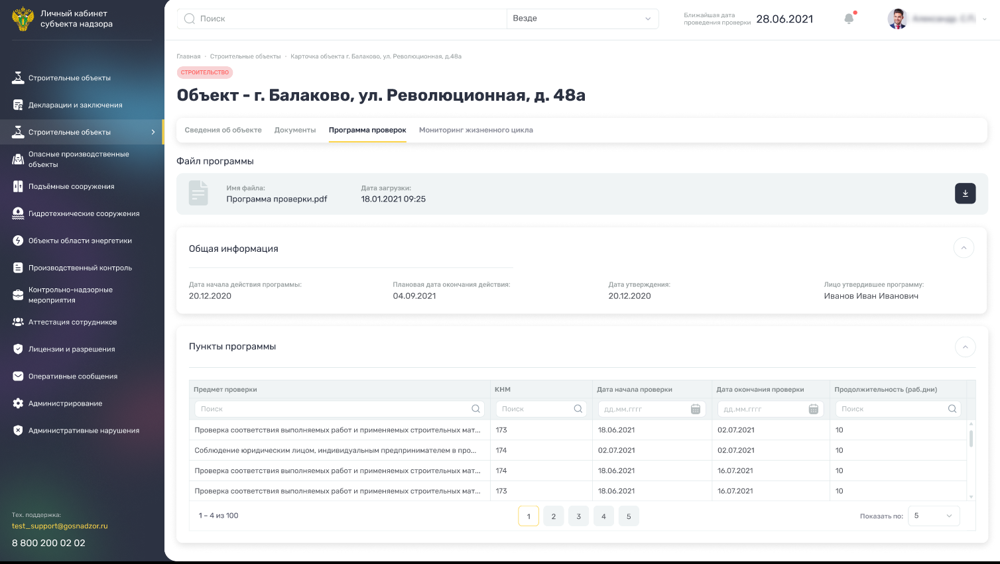 Личный кабинет
субъекта надзора
Поиск
Везде
Ближайшая дата
проведения проверки
28.06.2021
Строительные объекты
Декларации и заключения
Строительные объекты
Опасные производственные
объекты
Подъёмные сооружения
Гидротехнические сооружения
Объекты области энергетики
Производственный контроль
Контрольно-надзорные
мероприятия
Аттестация сотрудников
Лицензии и разрешения
Оперативные сообщения
Администрирование
Административные нарушения
Тех. поддержка:
test_support@gosnadzor.ru
8 800 200 02 02
Главная · Строительные объекты · Карточка объекта г. Балаково, ул. Революционная, д.48а
СТРОИТЕЛЬСТВО
Объект - г. Балаково, ул. Революционная, д. 48а
Сведения об объекте Документы Программа проверок Мониторинг жизненного цикла
Файл программы
Имя файла: Дата загрузки:
Программа проверки.pdf 18.01.2021 09:25
Общая информация
Дата начала действия программы: Плановая дата окончания действия: Дата утверждения: Лицо утвердившее программу:
20.12.2020 04.09.2021 20.12.2020 Иванов Иван Иванович
Пункты программы
Предмет проверки КНМ Дата начала проверки Дата окончания проверки Продолжительность (раб.дни)
Поиск Поиск дд.мм.гггг дд.мм.гггг Поиск
Проверка соответствия выполняемых работ и применяемых строительных мат... 173 18.06.2021 02.07.2021 10
Соблюдение юридическим лицом, индивидуальным предпринимателем в про... 174 02.07.2021 02.07.2021 10
Проверка соответствия выполняемых работ и применяемых строительных мат... 174 18.06.2021 16.07.2021 10
Проверка соответствия выполняемых работ и применяемых строительных мат... 173 18.06.2021 16.07.2021 10
1 – 4 из 100 1 2 3 4 5 Показать по: 5